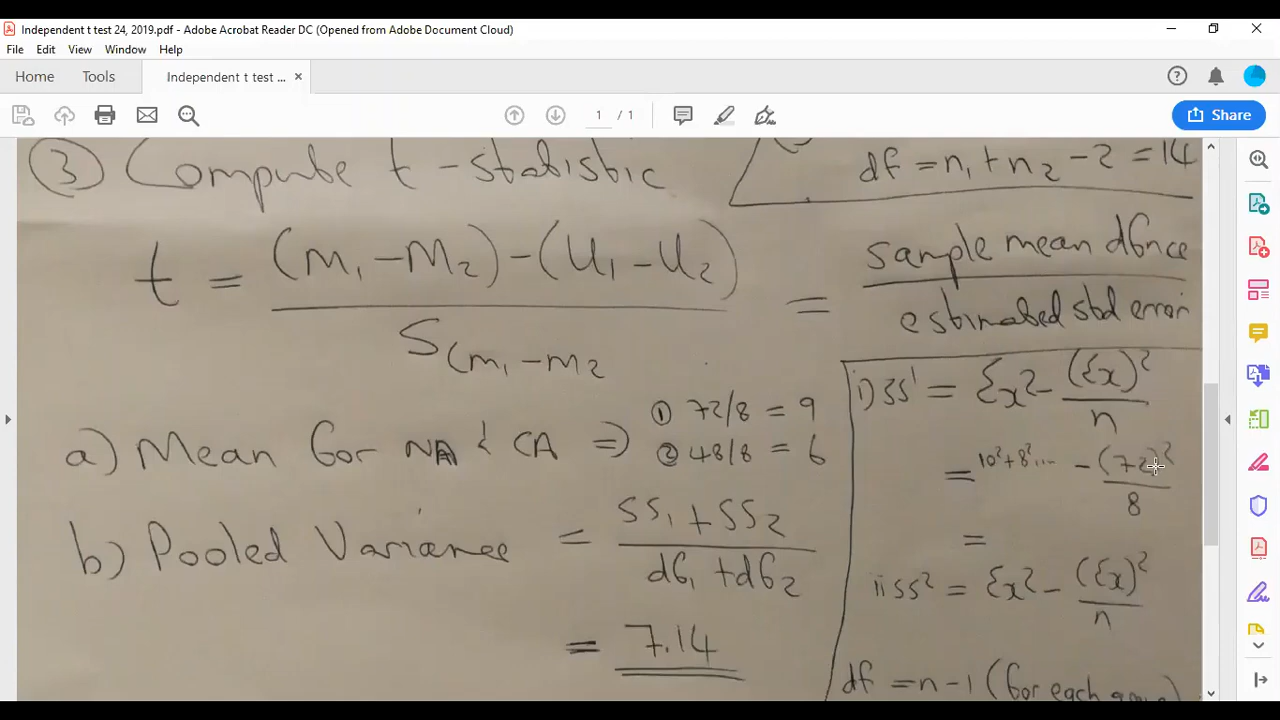 Independent t test 24, 2019.pdf - Adobe Acrobat Reader DC (Opened from Adobe Document Cloud)
File Edit View Window Help
Home Tools Independent t test ... ×
1 / 1
Share
③ Compute t - statistic
df = n₁ + n₂ - 2 = 14
t = (M₁ - M₂) - (U₁ - U₂) / S(m₁ - m₂ = sample mean dfnce / estimated std error
a) Mean for NA & CA ⇒ ① 72/8 = 9
② 48/8 = 6
b) Pooled Variance = SS₁ + SS₂ / df₁ + df₂
= 7.14
i) SS¹ = Σx² - (Σx)² / n
= 10² + 8² .... - (72)² / 8
=
ii SS² = Σx² - (Σx)² / n
df = n - 1 (for each group)